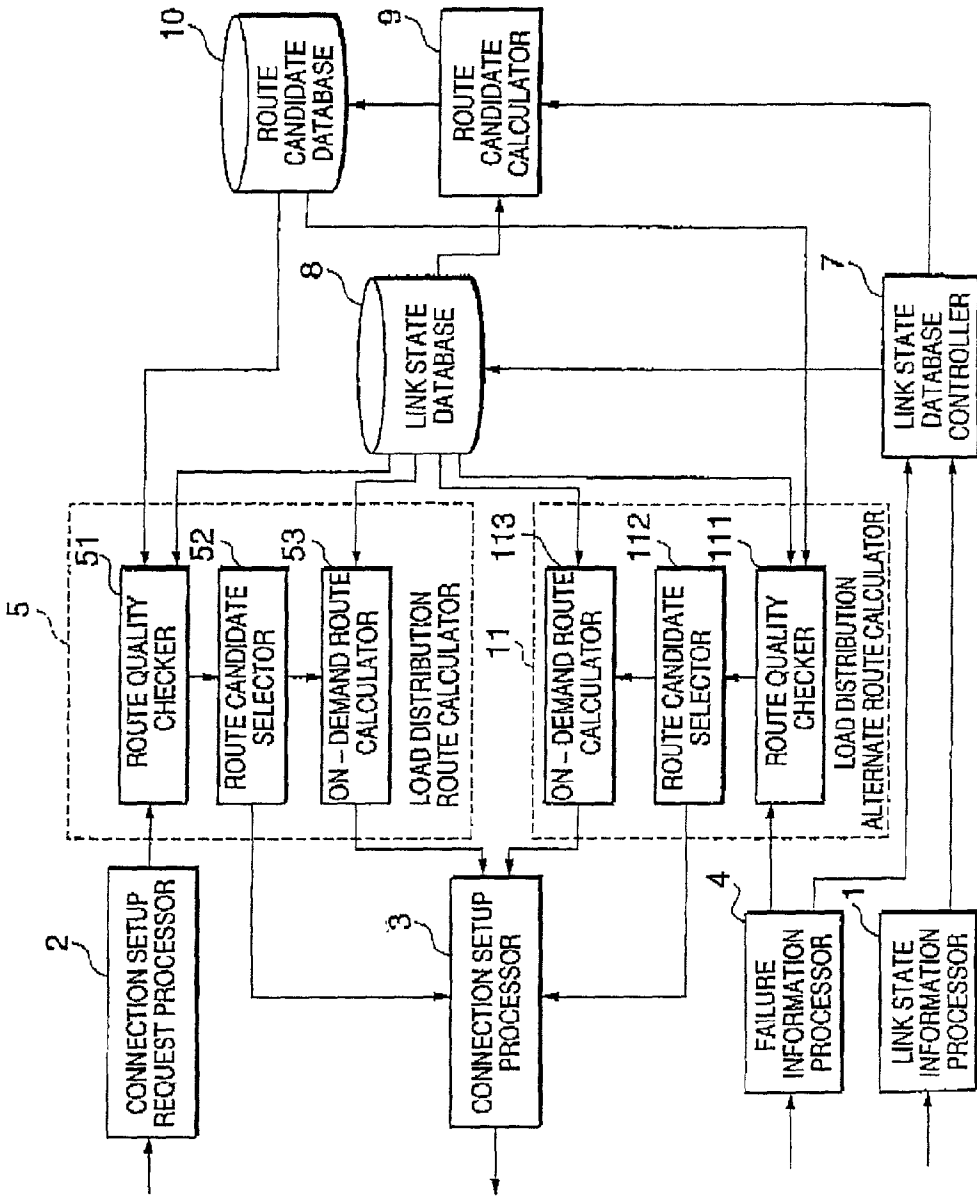 2
CONNECTION SETUP
REQUEST PROCESSOR
3
CONNECTION SETUP
PROCESSOR
4
FAILURE
INFORMATION
PROCESSOR
1
LINK STATE
INFORMATION
PROCESSOR
5
51
ROUTE QUALITY
CHECKER
52
ROUTE CANDIDATE
SELECTOR
53
ON-DEMAND ROUTE
CALCULATOR
LOAD DISTRIBUTION
ROUTE CALCULATOR
11
113
ON-DEMAND ROUTE
CALCULATOR
112
ROUTE CANDIDATE
SELECTOR
111
ROUTE QUALITY
CHECKER
LOAD DISTRIBUTION
ALTERNATE ROUTE CALCULATOR
8
LINK STATE
DATABASE
7
LINK STATE
DATABASE
CONTROLLER
10
ROUTE
CANDIDATE
DATABASE
9
ROUTE
CANDIDATE
CALCULATOR